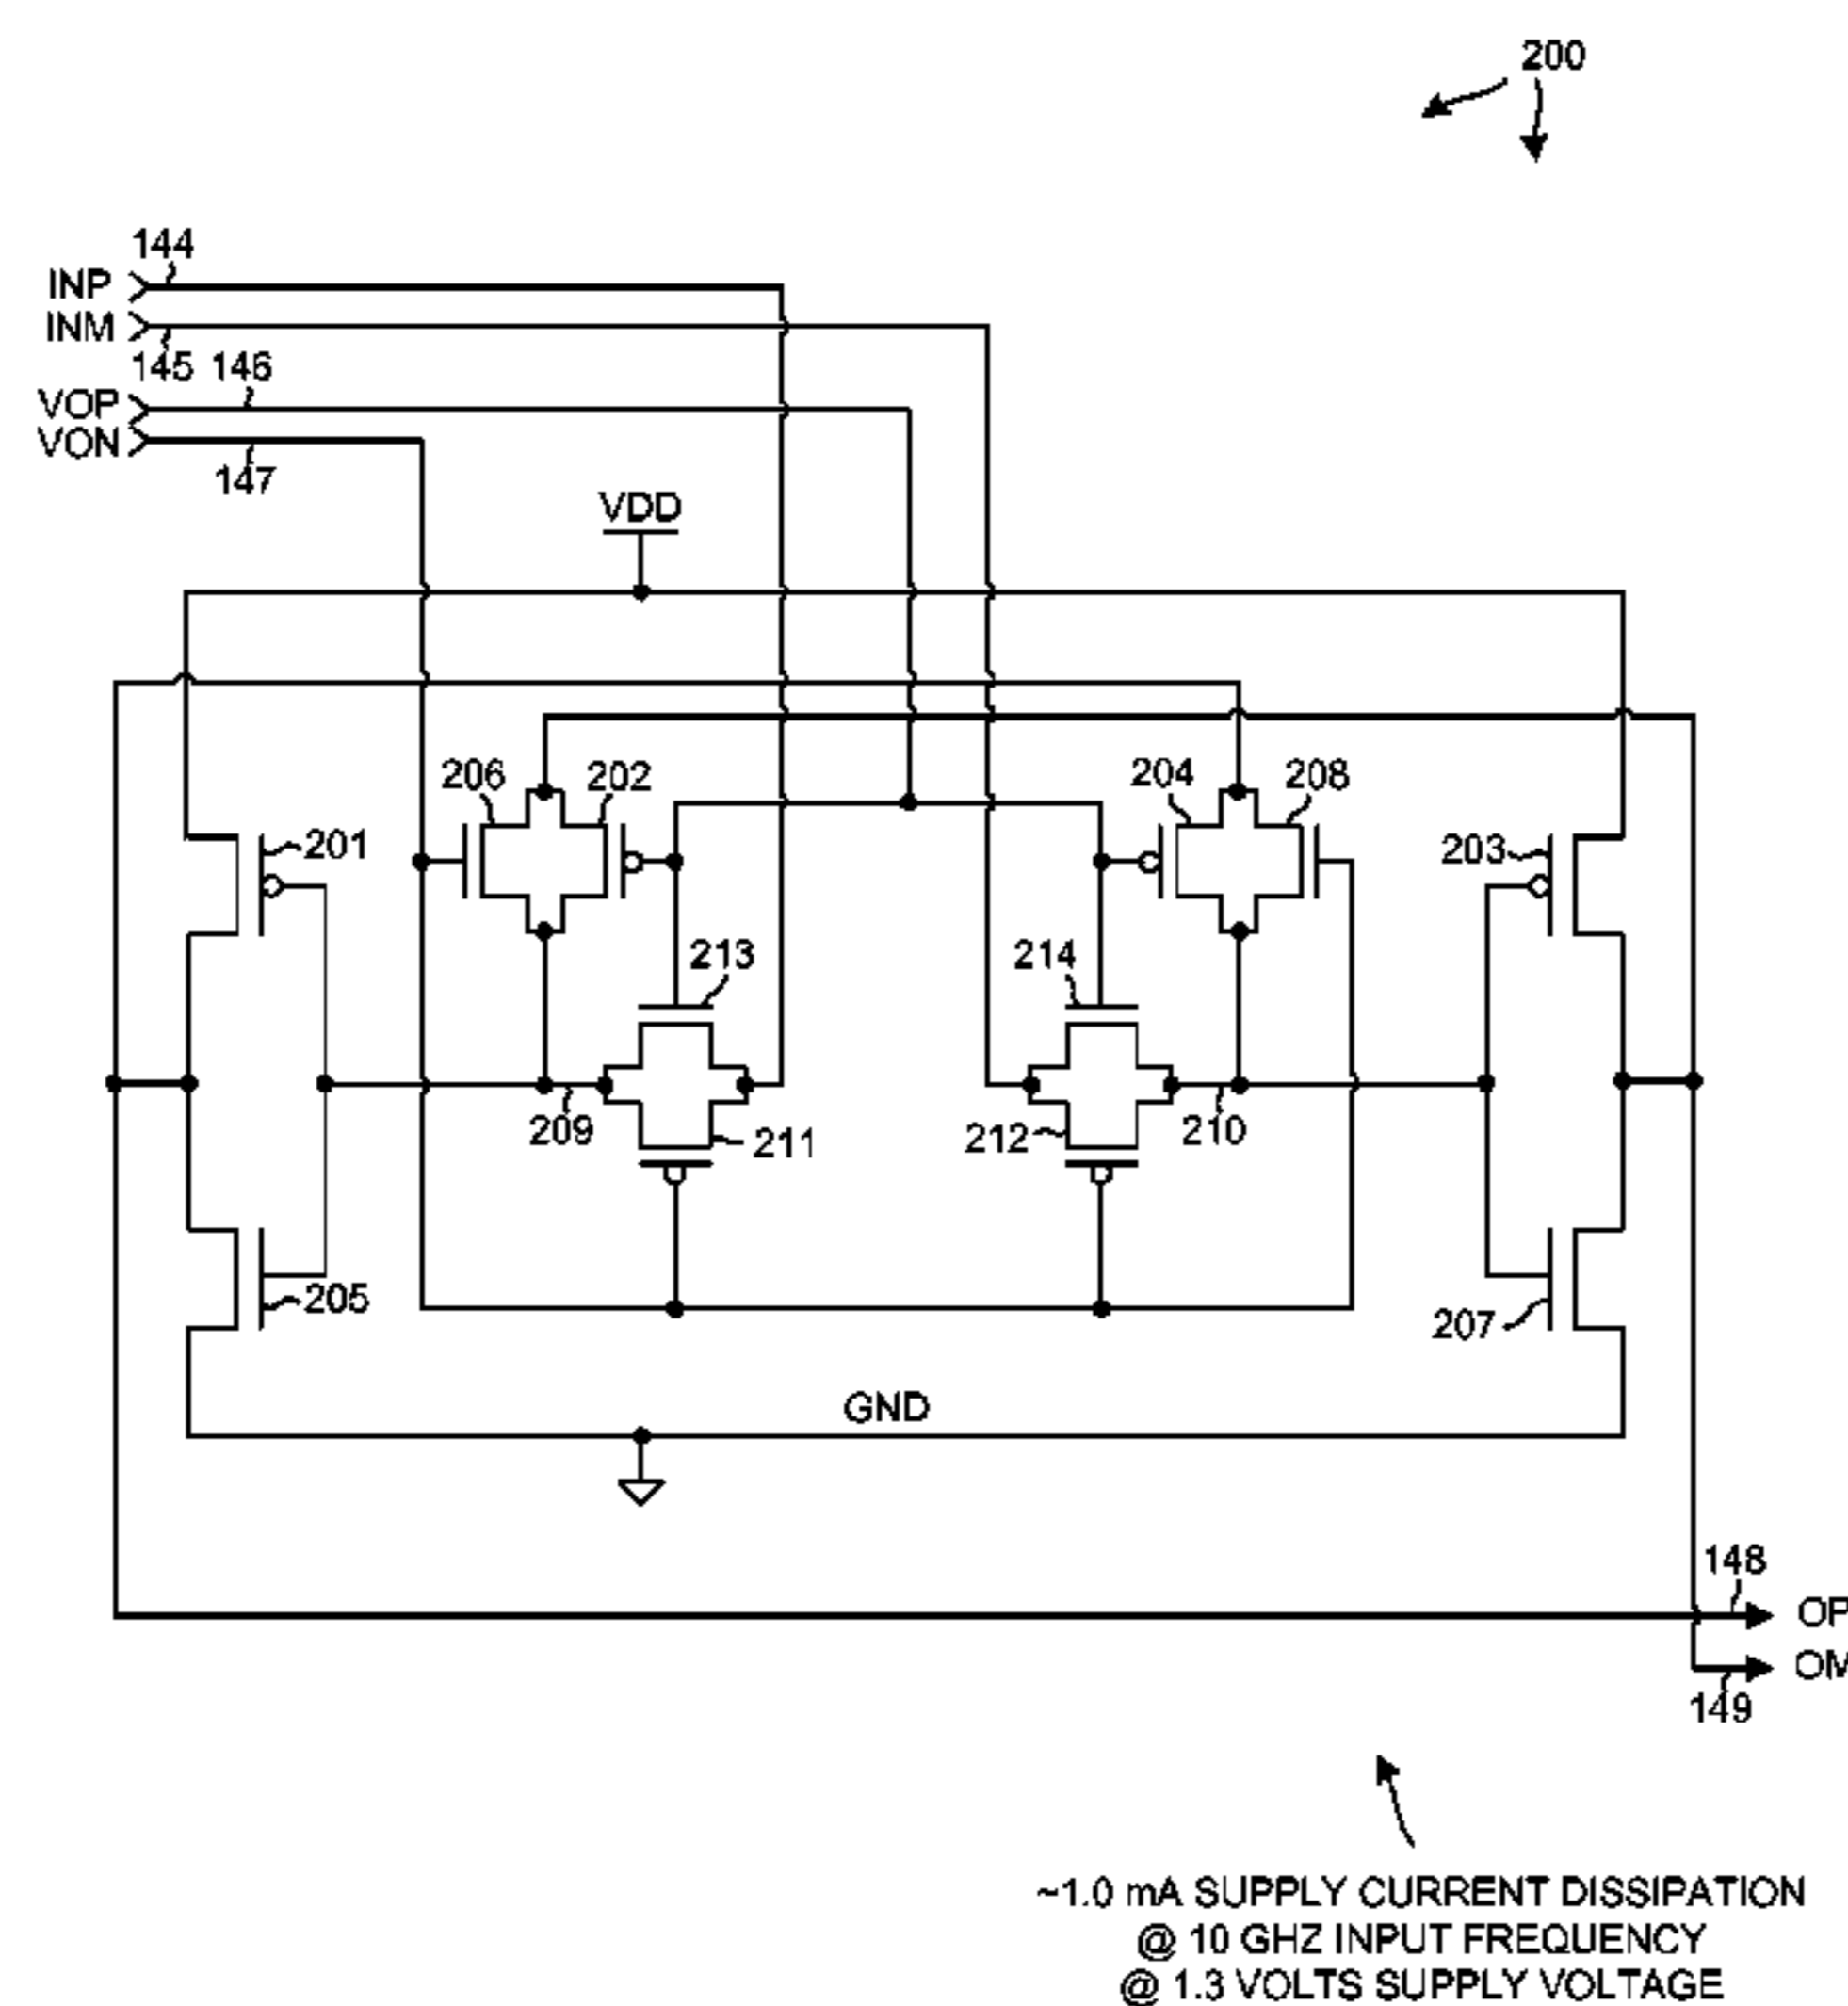 200
144
INP
INM
145 146
VOP
VON
147
VDD
206 202 204 208
201 203
213 214
209 211 212 210
205 207
GND
148
OP
OM
149
~1.0 mA SUPPLY CURRENT DISSIPATION
@ 10 GHZ INPUT FREQUENCY
@ 1.3 VOLTS SUPPLY VOLTAGE